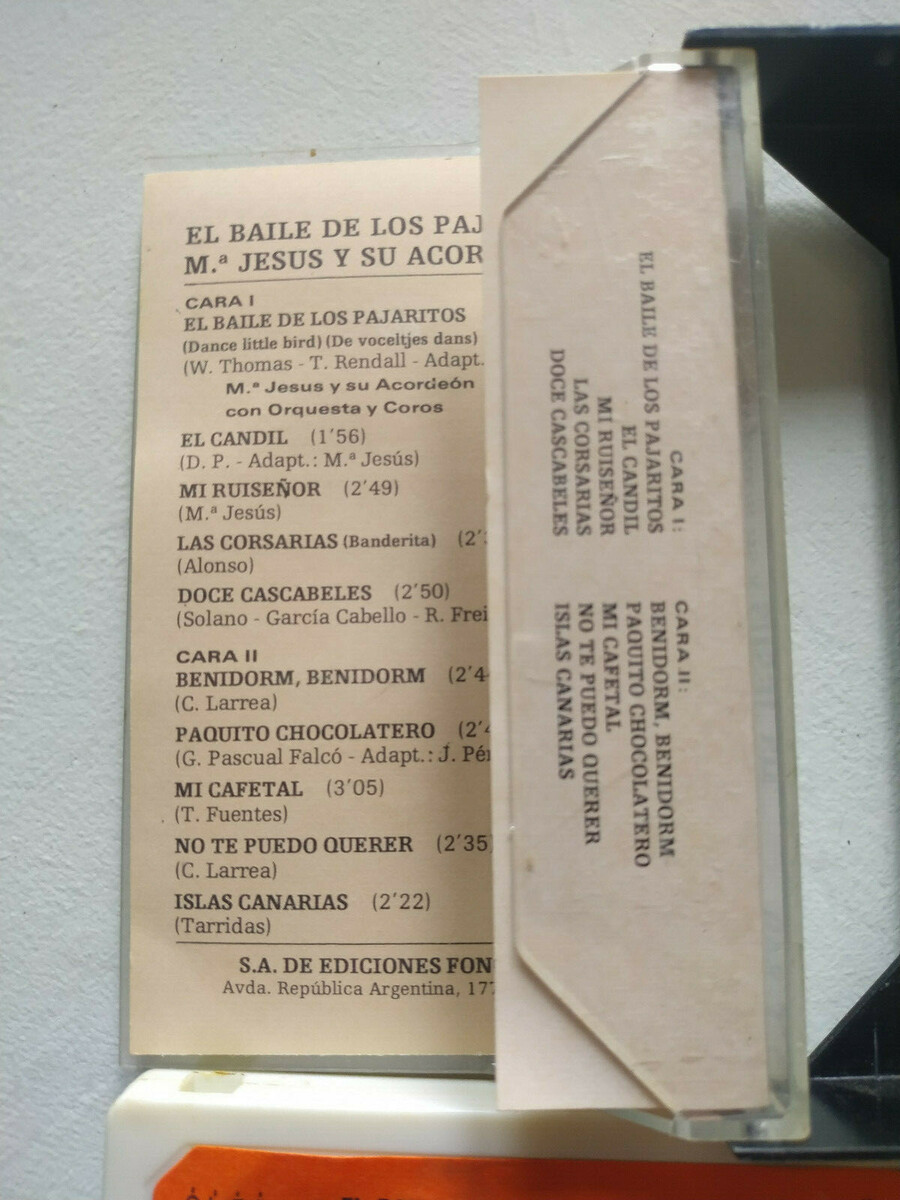 EL BAILE DE LOS
M.ª JESUS Y SU
CARA I
EL BAILE DE LOS PAJARITOS
(Dance little bird) (De voceltjes dans)
(W. Thomas - T. Rendall - Adapt.
M.ª Jesus y su Acordeón
con Orquesta y Coros
EL CANDIL (1'56)
(D. P. - Adapt.: M.ª Jesús)
MI RUISEÑOR (2'49)
(M.ª Jesús)
LAS CORSARIAS (Banderita)
(Alonso)
DOCE CASCABELES (2'50)
(Solano - García Cabello - R.
CARA II
BENIDORM, BENIDORM
(C. Larrea)
PAQUITO CHOCOLATERO
(G. Pascual Falcó - Adapt.: J.
MI CAFETAL (3'05)
(T. Fuentes)
NO TE PUEDO QUERER (2'35
(C. Larrea)
ISLAS CANARIAS (2'22)
(Tarridas)
S.A. DE EDICIONES
Avda. República Argentina,
CARA I:
EL BAILE DE LOS PAJARITOS
EL CANDIL
MI RUISEÑOR
LAS CORSARIAS
DOCE CASCABELES
CARA II:
BENIDORM, BENIDORM
PAQUITO CHOCOLATERO
MI CAFETAL
NO TE PUEDO QUERER
ISLAS CANARIAS